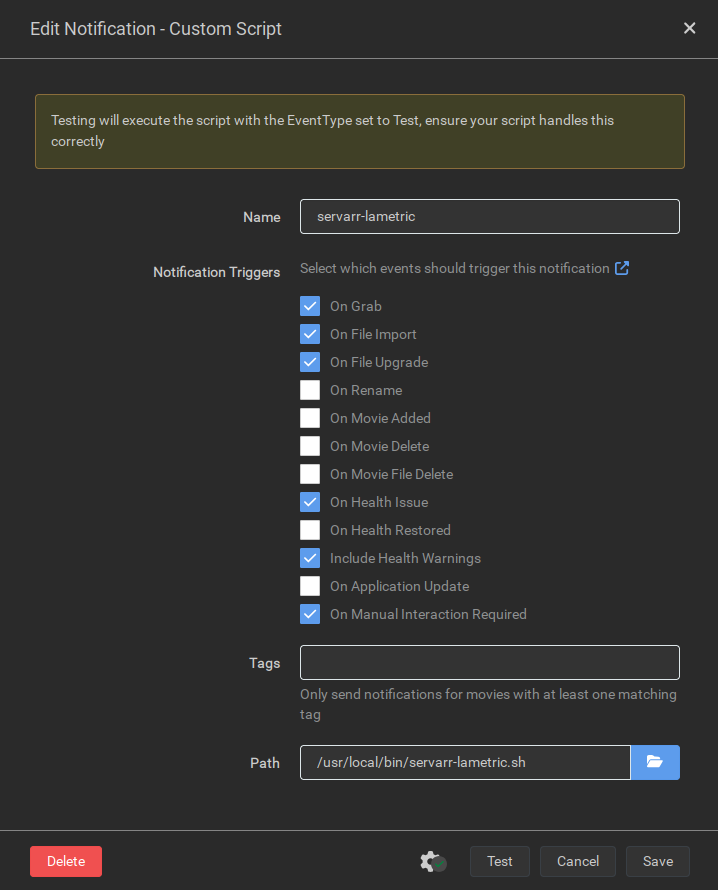 Edit Notification - Custom Script
Testing will execute the script with the EventType set to Test, ensure your script handles this
correctly
Name
servarr-lametric
Notification Triggers
Select which events should trigger this notification
On Grab
On File Import
On File Upgrade
On Rename
On Movie Added
On Movie Delete
On Movie File Delete
On Health Issue
On Health Restored
Include Health Warnings
On Application Update
On Manual Interaction Required
Tags
Only send notifications for movies with at least one matching
tag
Path
/usr/local/bin/servarr-lametric.sh
Delete
Test
Cancel
Save